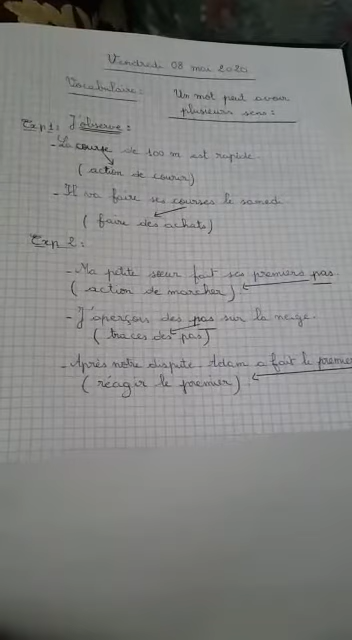 Vendredi 08 mai 2020
Vocabulaire : Un mot peut avoir
plusieurs sens :
Exp 1 : J'observe :
- La course de 100 m est rapide.
(action de courir)
- Il va faire ses courses le samedi
(faire des achats)
Exp 2 :
- Ma petite sœur fait ses premiers pas.
(action de marcher)
- J'aperçois des pas sur la neige.
(traces des pas)
- Après notre dispute, Adam a fait le premier
(réagir le premier)